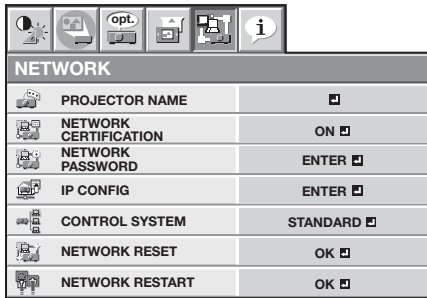 opt.
i
NETWORK
PROJECTOR NAME
NETWORK
CERTIFICATION
ON
NETWORK
PASSWORD
ENTER
IP CONFIG
ENTER
CONTROL SYSTEM
STANDARD
NETWORK RESET
OK
NETWORK RESTART
OK